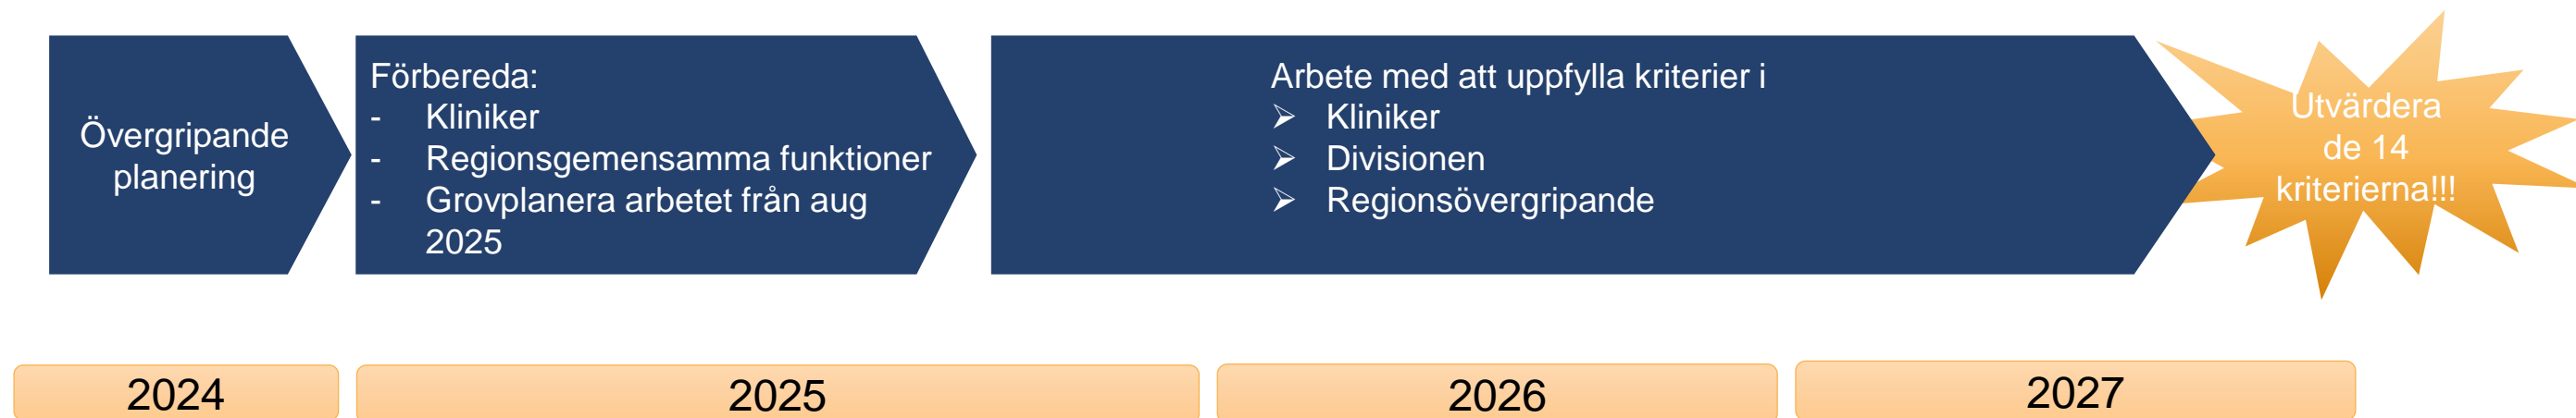 Övergripande
planering
Förbereda:
- Kliniker
- Regionsgemensamma funktioner
- Grovplanera arbetet från aug
2025
Arbete med att uppfylla kriterier i
➢ Kliniker
➢ Divisionen
➢ Regionsövergripande
Utvärdera
de 14
kriterierna!!!
2024
2025
2026
2027